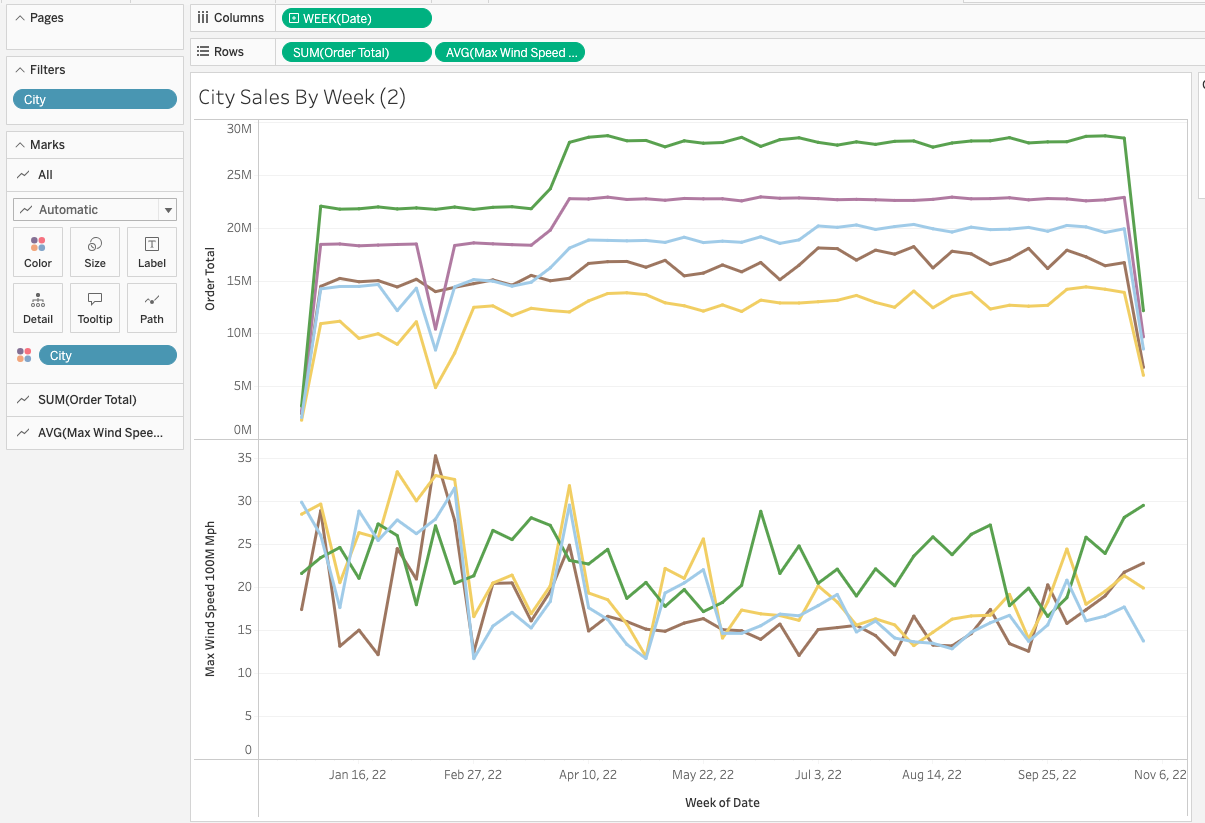 Pages
Columns
WEEK(Date)
Rows
SUM(Order Total)
AVG(Max Wind Speed ...
Filters
City
Marks
All
Automatic
Color
Size
Label
Detail
Tooltip
Path
City
SUM(Order Total)
AVG(Max Wind Spee...
City Sales By Week (2)
30M
25M
20M
15M
10M
5M
0M
Order Total
35
30
25
20
15
10
5
0
Max Wind Speed 100M Mph
Jan 16, 22
Feb 27, 22
Apr 10, 22
May 22, 22
Jul 3, 22
Aug 14, 22
Sep 25, 22
Nov 6, 22
Week of Date